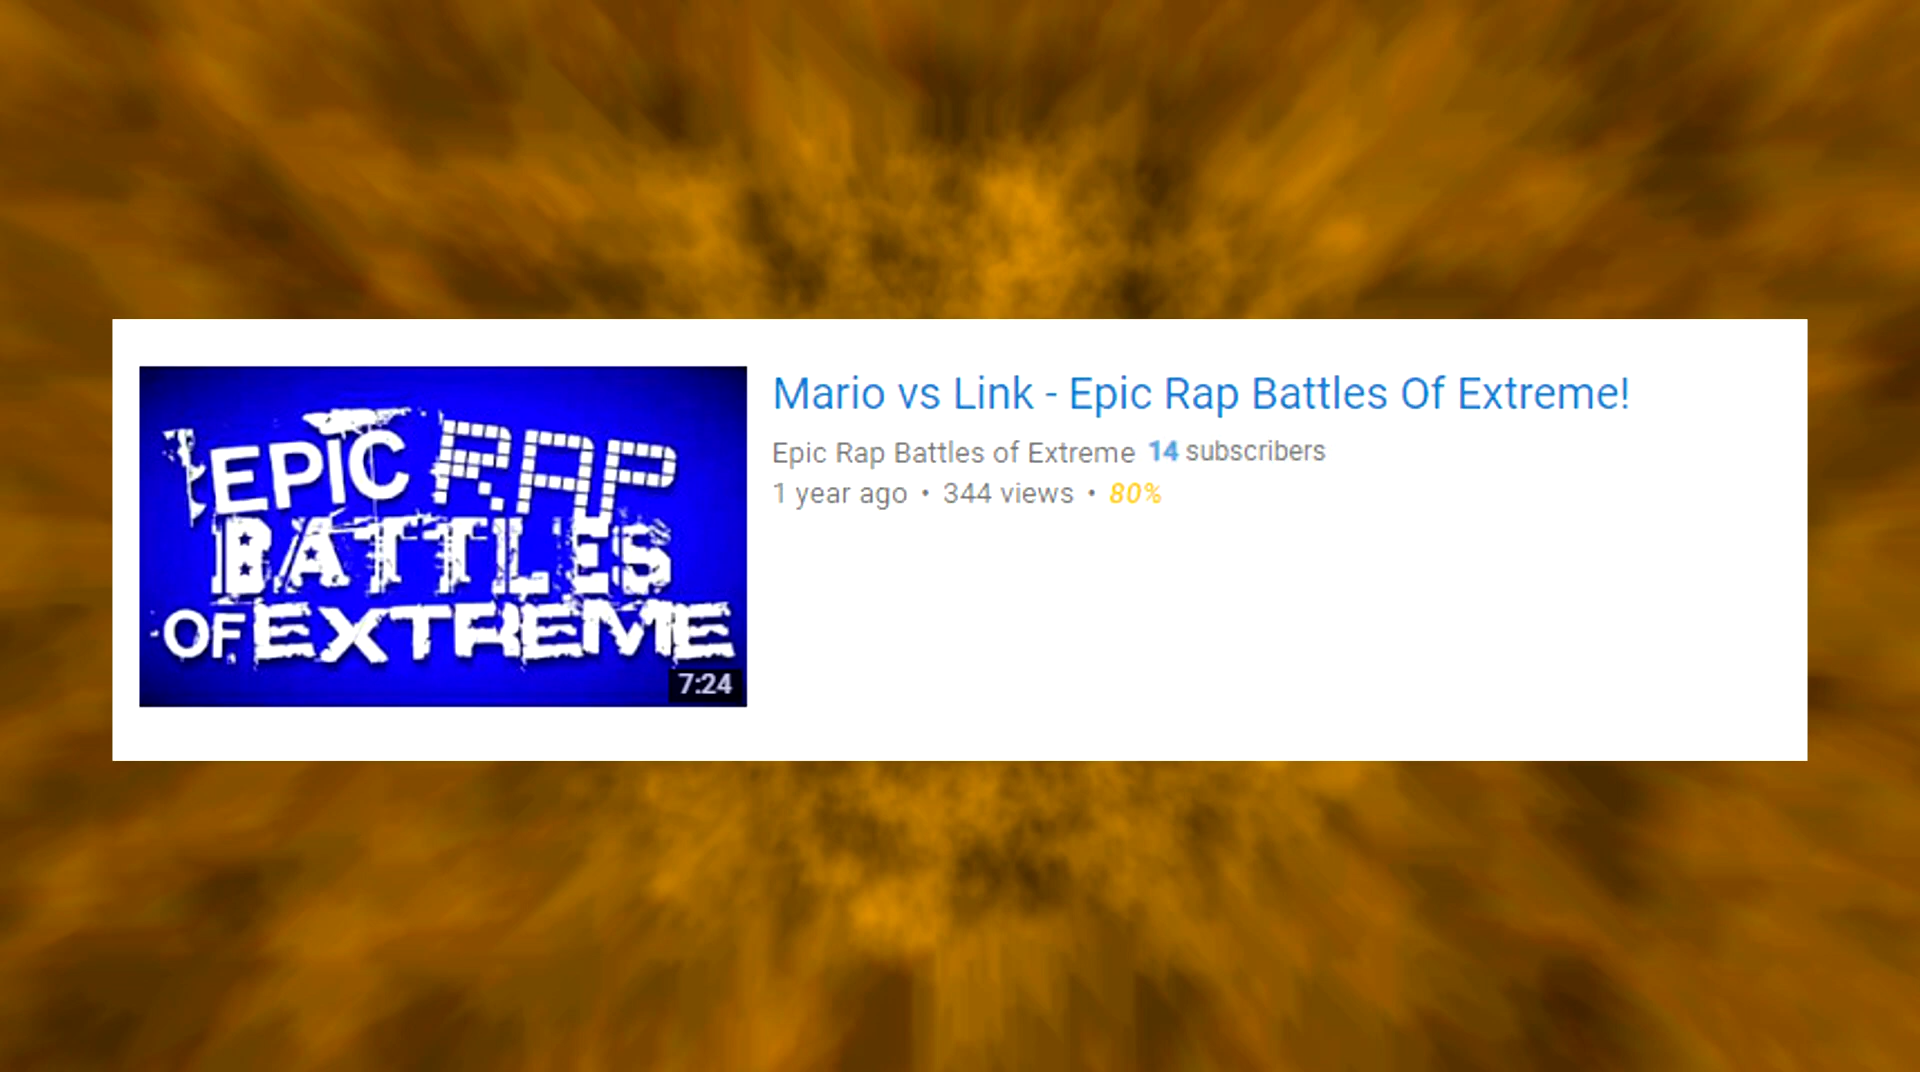 EPIC RAP
BATTLES
OF EXTREME
7:24
Mario vs Link - Epic Rap Battles Of Extreme!
Epic Rap Battles of Extreme 14 subscribers
1 year ago • 344 views • 80%